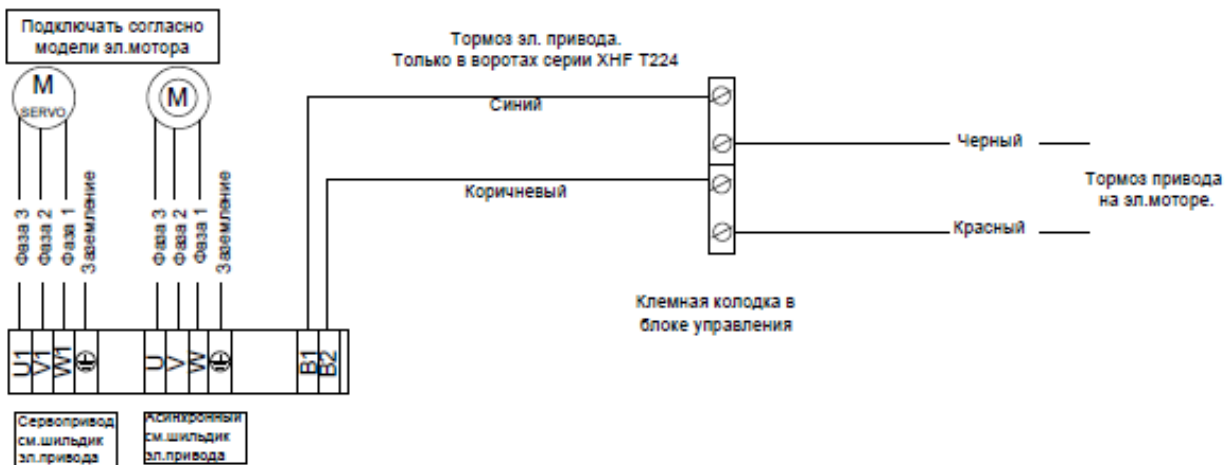 Подключать согласно
модели эл.мотора
M
SERVO
M
Фаза 3
Фаза 2
Фаза 1
Заземление
Фаза 3
Фаза 2
Фаза 1
Заземление
U1
V1
W1
U
V
W
B1
B2
Сервопривод
см.шильдик
эл.привода
Асинхронный
см.шильдик
эл.привода
Тормоз эл. привода.
Только в воротах серии XHF T224
Синий
Коричневый
Черный
Красный
Тормоз привода
на эл.моторе.
Клемная колодка в
блоке управления